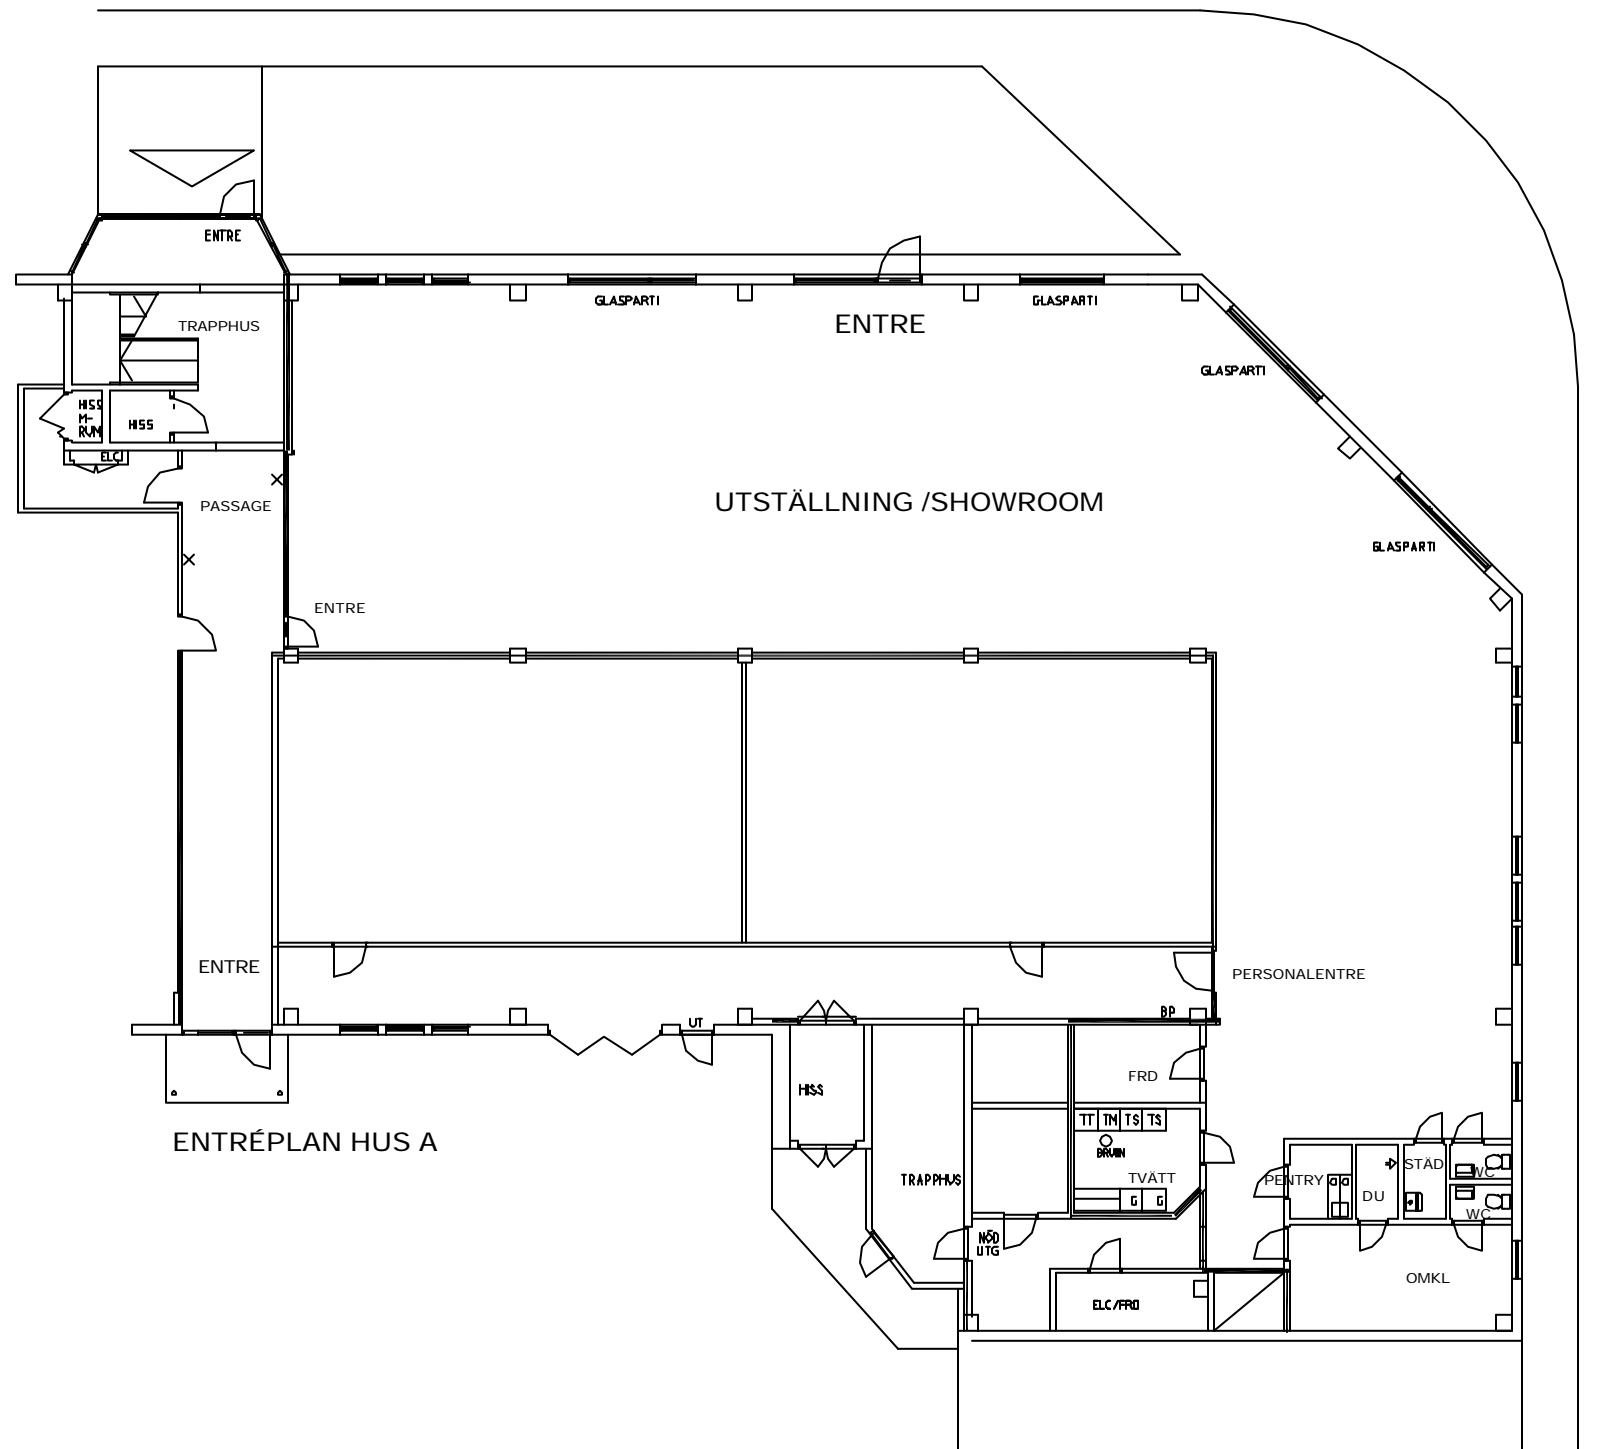 ENTRE
GLASPARTI
GLASPARTI
TRAPPHUS
ENTRE
GLASPARTI
HISS
M-
RUM
HISS
ELC
PASSAGE
UTSTÄLLNING /SHOWROOM
GLASPARTI
ENTRE
ENTRE
PERSONALENTRE
BP
UT
HISS
FRD
TT TM TS TS
ENTRÉPLAN HUS A
BRUNN
TRAPPHUS
TVÄTT
PENTRY
STÄD
WC
DU
G G
WC
NÖD
UTG
OMKL
ELC/FRD